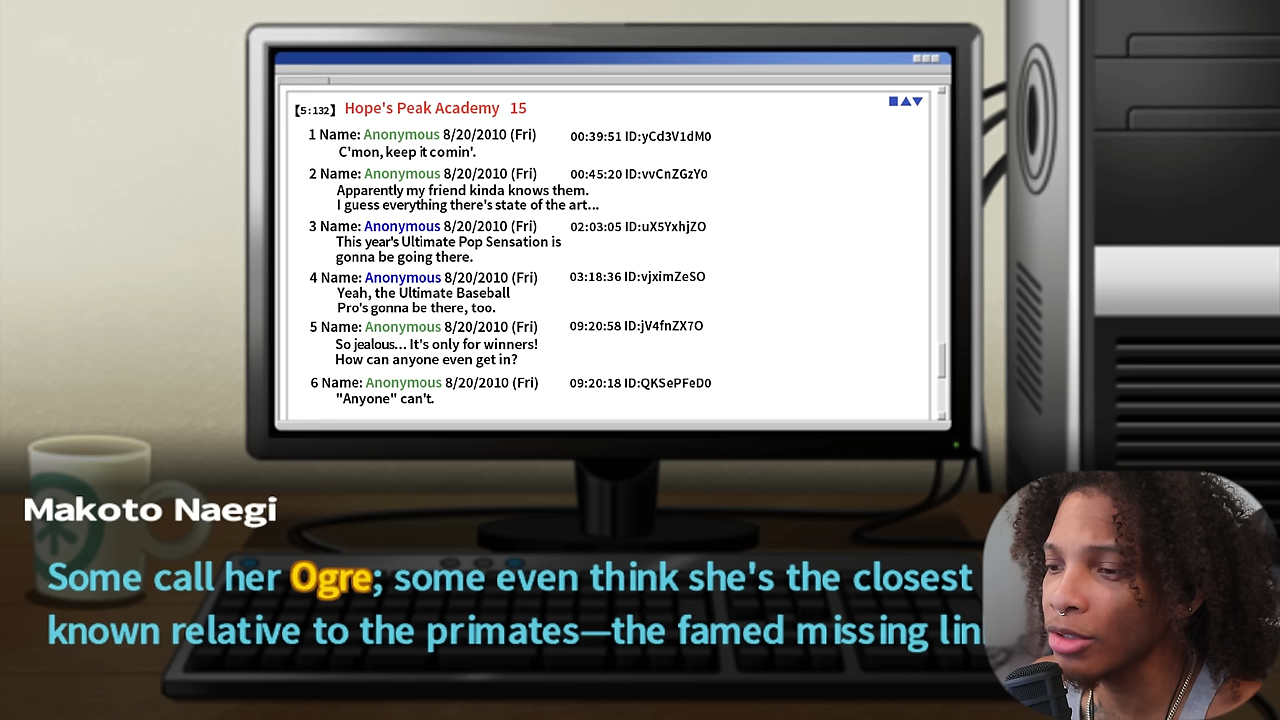 【5:132】 Hope's Peak Academy 15
1 Name: Anonymous 8/20/2010 (Fri) 00:39:51 ID:yCd3V1dM0
C'mon, keep it comin'.
2 Name: Anonymous 8/20/2010 (Fri) 00:45:20 ID:vvCnZGzY0
Apparently my friend kinda knows them.
I guess everything there's state of the art...
3 Name: Anonymous 8/20/2010 (Fri) 02:03:05 ID:uX5YxhjZO
This year's Ultimate Pop Sensation is
gonna be going there.
4 Name: Anonymous 8/20/2010 (Fri) 03:18:36 ID:vjximZeSO
Yeah, the Ultimate Baseball
Pro's gonna be there, too.
5 Name: Anonymous 8/20/2010 (Fri) 09:20:58 ID:jV4fnZX7O
So jealous... It's only for winners!
How can anyone even get in?
6 Name: Anonymous 8/20/2010 (Fri) 09:20:18 ID:QKSePFeD0
"Anyone" can't.
Makoto Naegi
Some call her Ogre; some even think she's the closest
known relative to the primates—the famed missing lin